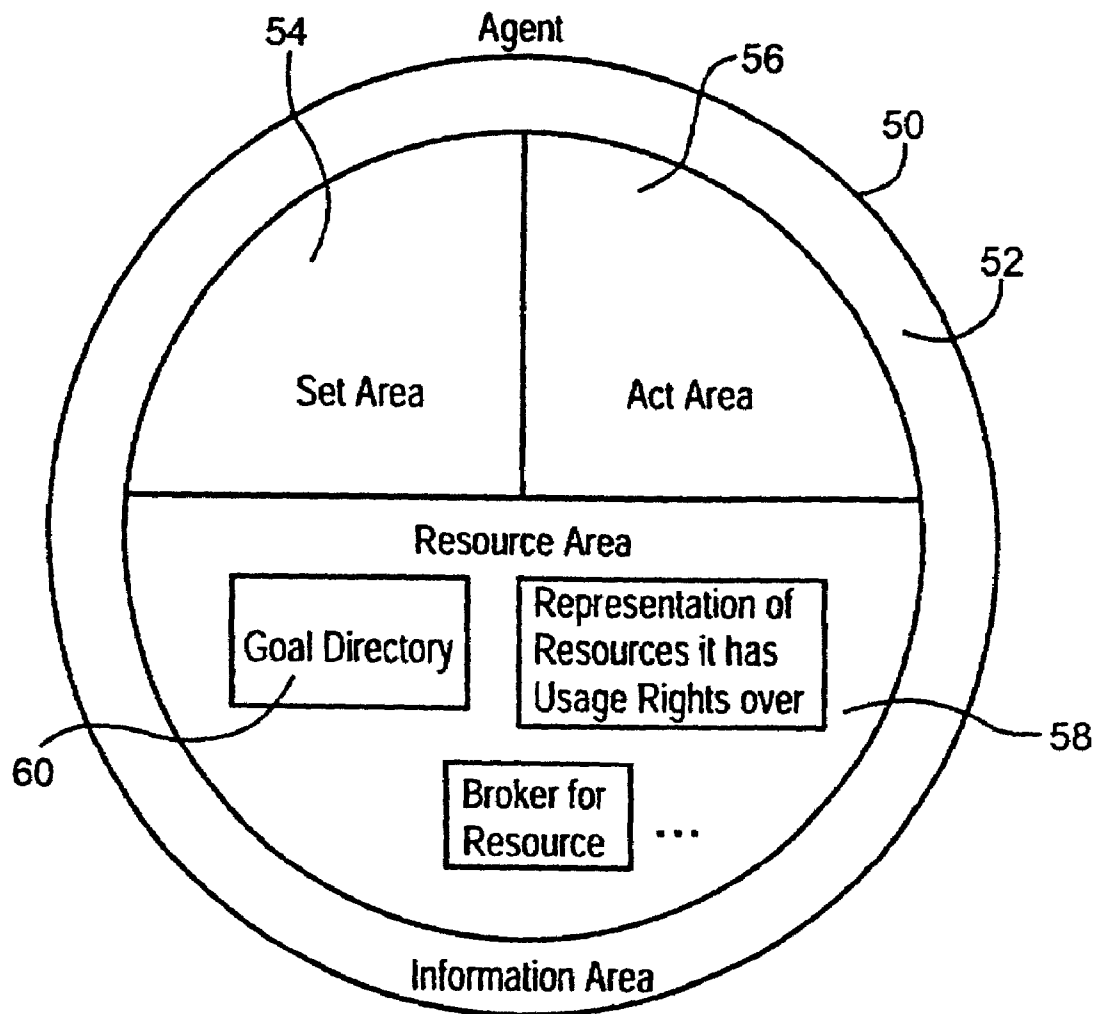 Agent
54
56
50
52
Set Area
Act Area
Resource Area
Goal Directory
Representation of
Resources it has
Usage Rights over
58
60
Broker for
Resource
...
Information Area